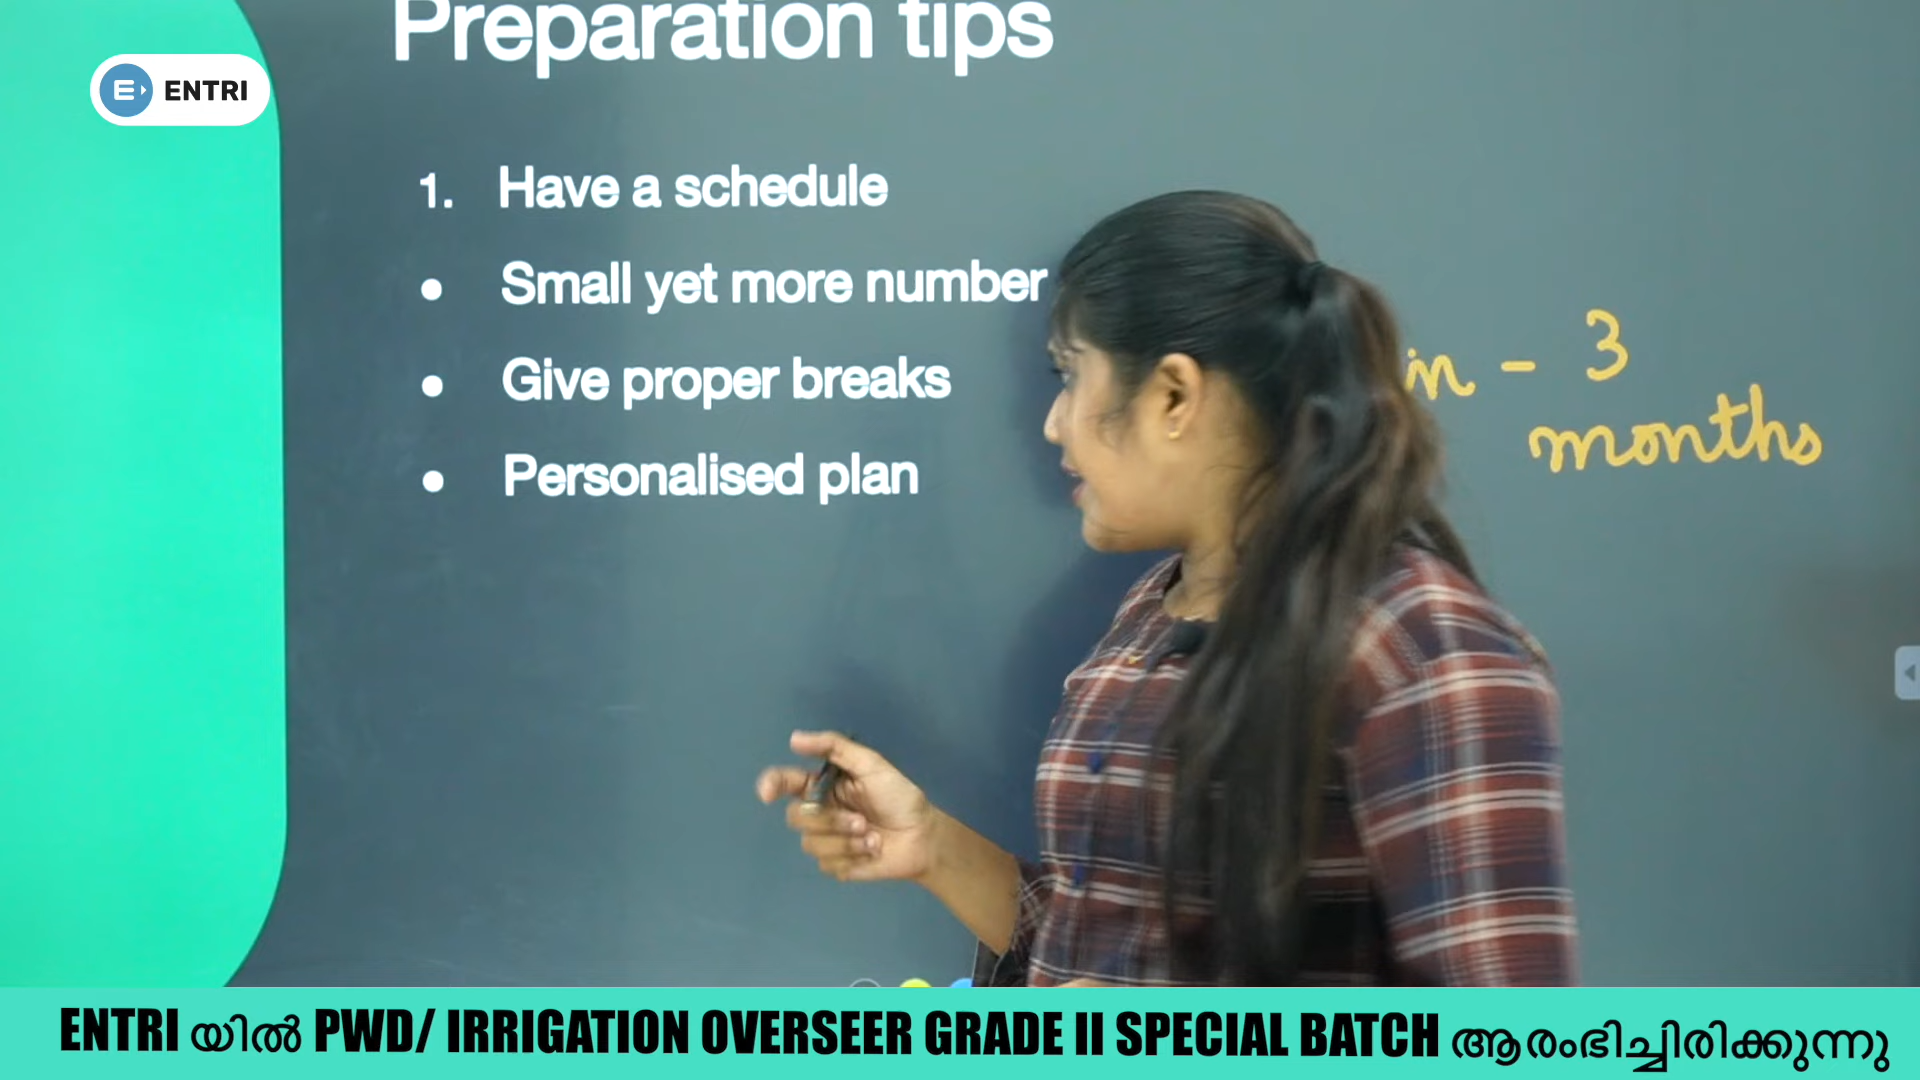 Preparation tips
ENTRI
1. Have a schedule
• Small yet more number
• Give proper breaks
• Personalised plan
in - 3
months
ENTRI യിൽ PWD/ IRRIGATION OVERSEER GRADE II SPECIAL BATCH ആരംഭിച്ചിരിക്കുന്നു